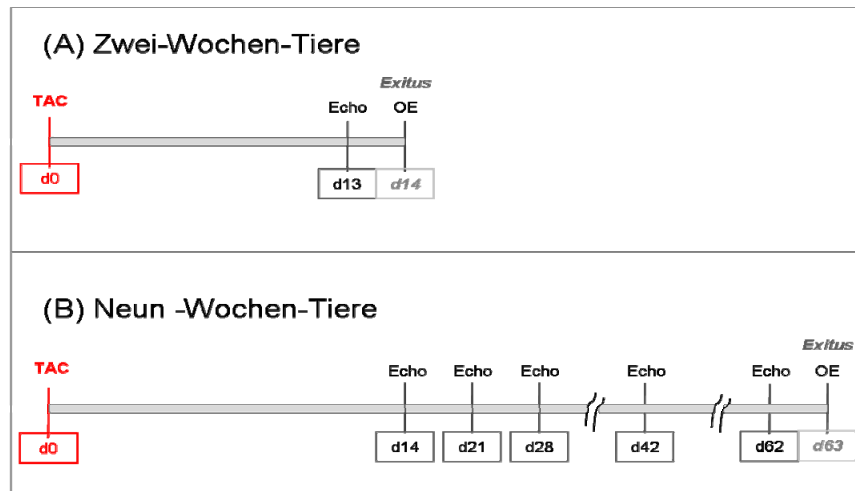 (A) Zwei-Wochen-Tiere
Exitus
TAC Echo OE
d0 d13 d14
(B) Neun -Wochen-Tiere
Exitus
TAC Echo Echo Echo Echo Echo OE
d0 d14 d21 d28 d42 d62 d63